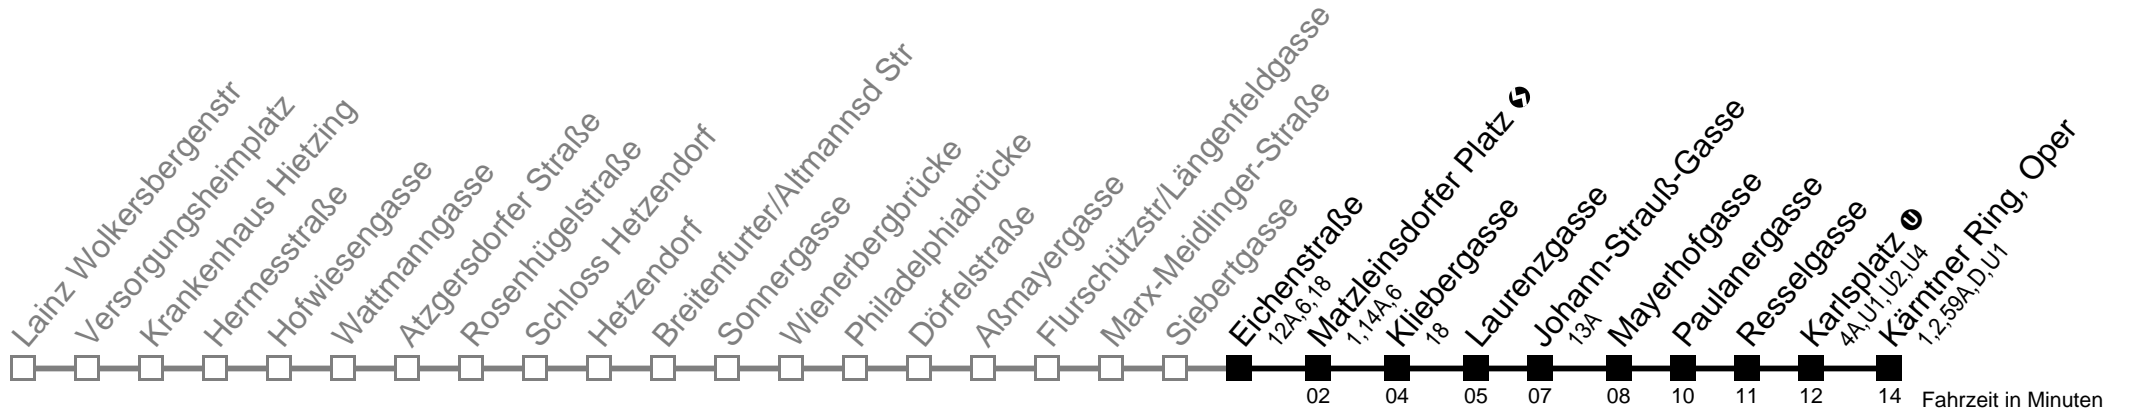 Lainz Wolkersbergenstr
Versorgungsheimplatz
Krankenhaus Hietzing
Hermesstraße
Hofwiesengasse
Wattmanngasse
Atzgersdorfer Straße
Rosenhügelstraße
Schloss Hetzendorf
Hetzendorf
Breitenfurter/Altmannsd Str
Sonnergasse
Wienerbergbrücke
Philadelphiabrücke
Dörfelstraße
Aßmayergasse
Flurschützstr/Längenfeldgasse
Marx-Meidlinger-Straße
Siebertgasse
Eichenstraße
12A,6,18
Matzleinsdorfer Platz
1,14A,6
Kliebergasse
18
Laurenzgasse
Johann-Strauß-Gasse
13A
Mayerhofgasse
Paulanergasse
Resselgasse
Karlsplatz U
4A,U1,U2,U4
Kärntner Ring, Oper
1,2,59A,D,U1
02 04 05 07 08 10 11 12 14 Fahrzeit in Minuten